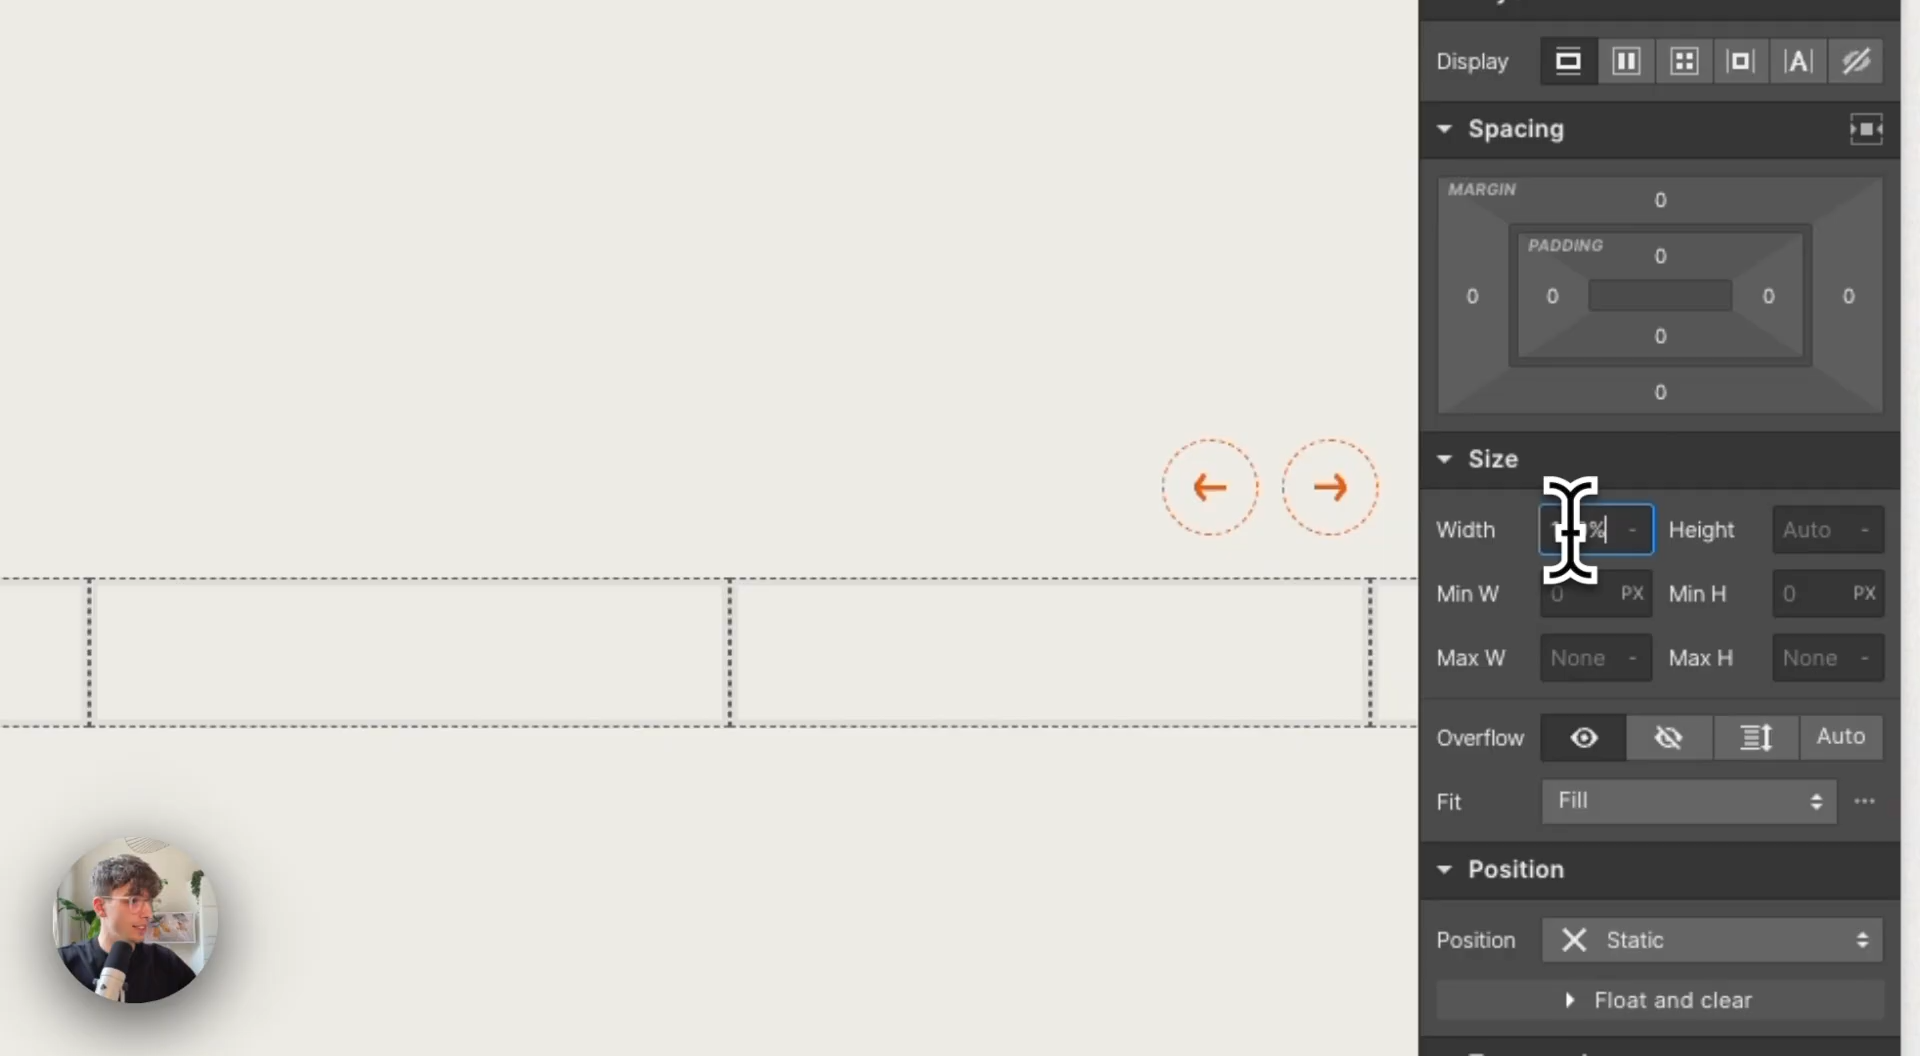 Display
Spacing
MARGIN
0
PADDING
0
0 0 0 0
0
0
Size
Width Height Auto -
Min W 0 PX Min H 0 PX
Max W None - Max H None -
Overflow Auto
Fit Fill
Position
Position Static
Float and clear